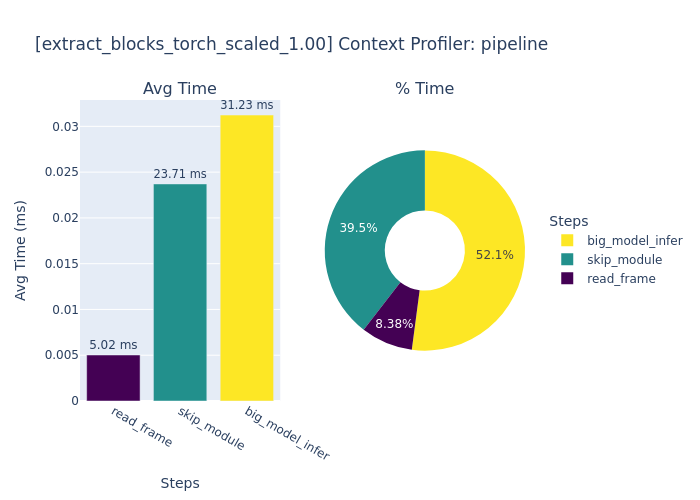 [extract_blocks_torch_scaled_1.00] Context Profiler: pipeline
Avg Time
% Time
31.23 ms
23.71 ms
5.02 ms
0.03
0.025
0.02
0.015
0.01
0.005
0
Avg Time (ms)
read_frame
skip_module
big_model_infer
Steps
39.5%
52.1%
8.38%
Steps
big_model_infer
skip_module
read_frame